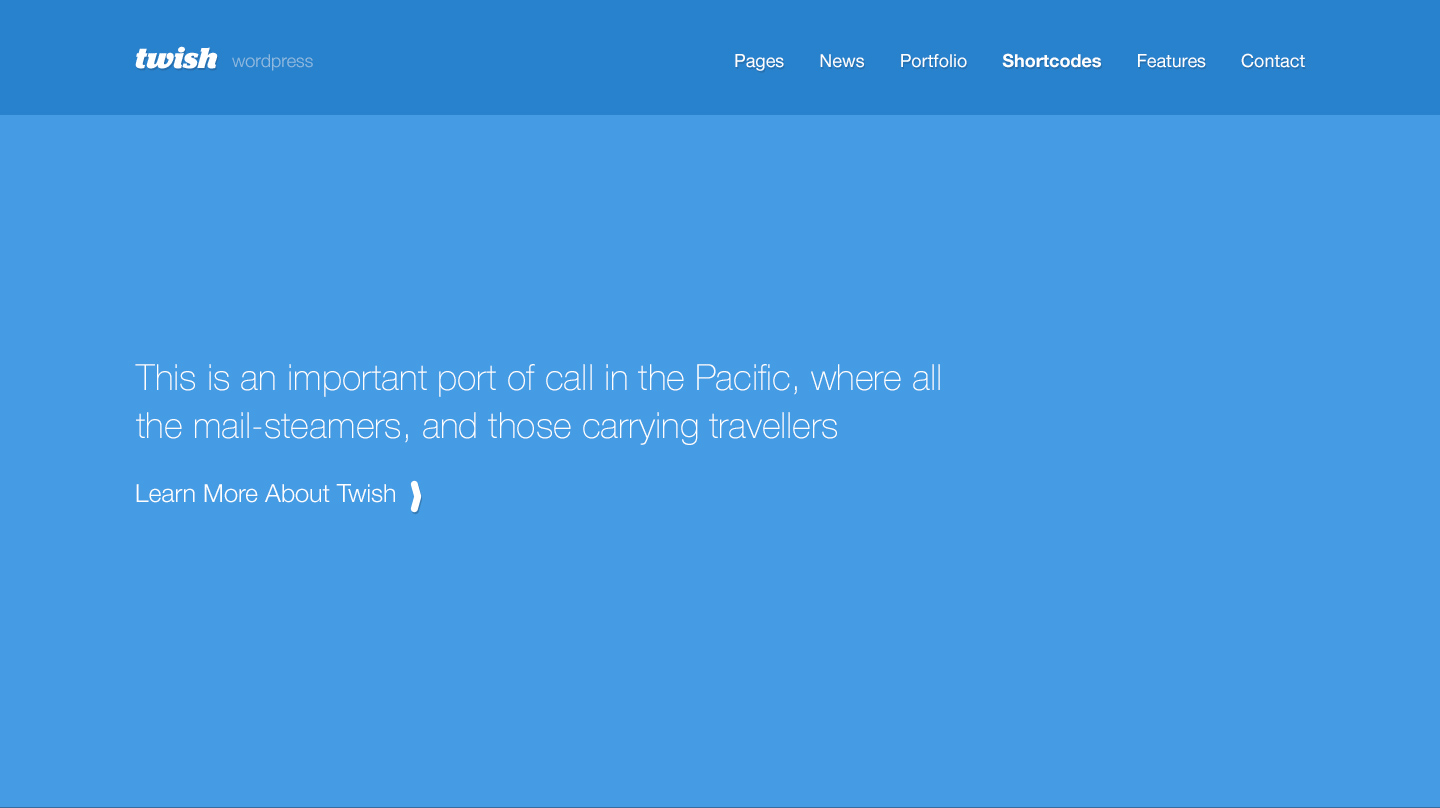 twish wordpress
Pages News Portfolio Shortcodes Features Contact
This is an important port of call in the Pacific, where all
the mail-steamers, and those carrying travellers
Learn More About Twish